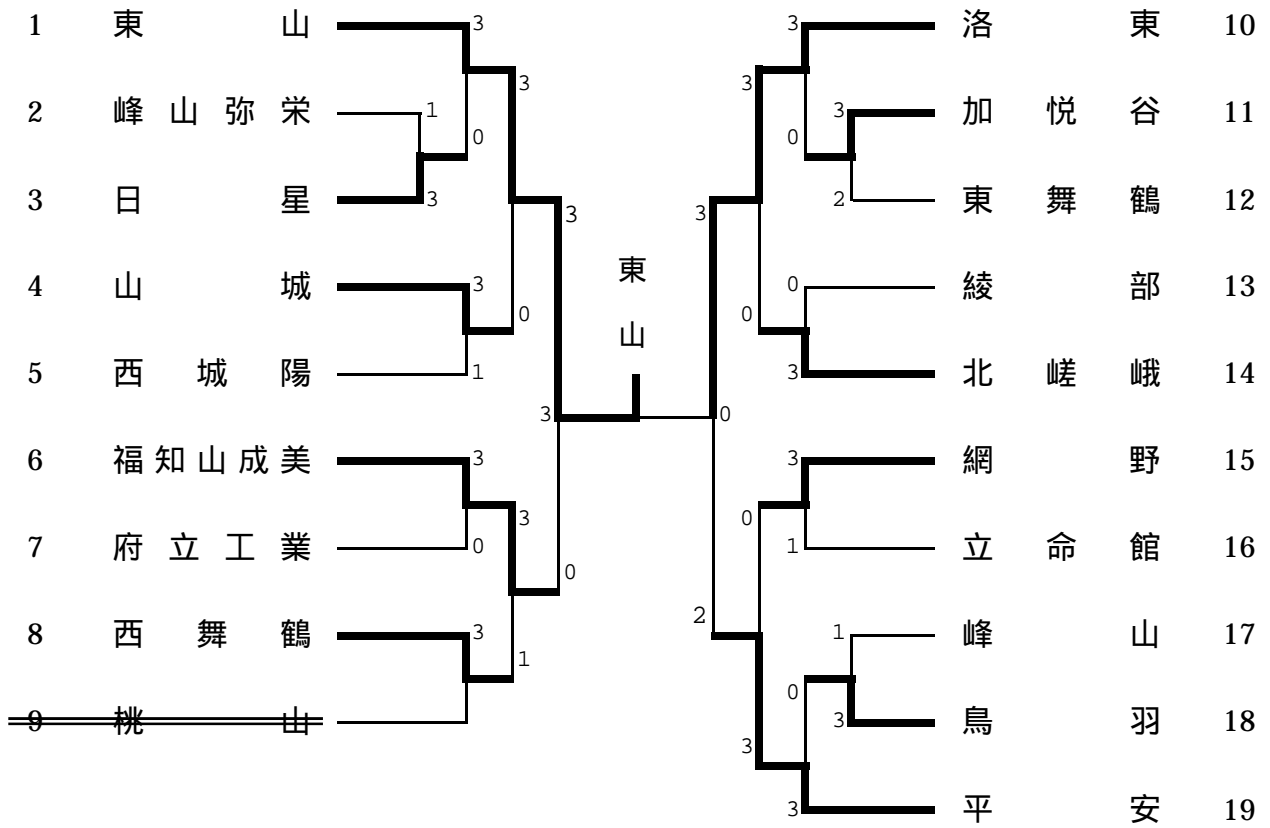 1 東山
2 峰山弥栄
3 日星
4 山城
5 西城陽
6 福知山成美
7 府立工業
8 西舞鶴
9 桃山
3
1
0
3
3
3
0
1
3
3
0
3
3
0
3
1
0
東山
0
3
3
3
0
3
2
0
0
3
3
0
1
2
1
0
3
3
3
洛東 10
加悦谷 11
東舞鶴 12
綾部 13
北嵯峨 14
網野 15
立命館 16
峰山 17
鳥羽 18
平安 19